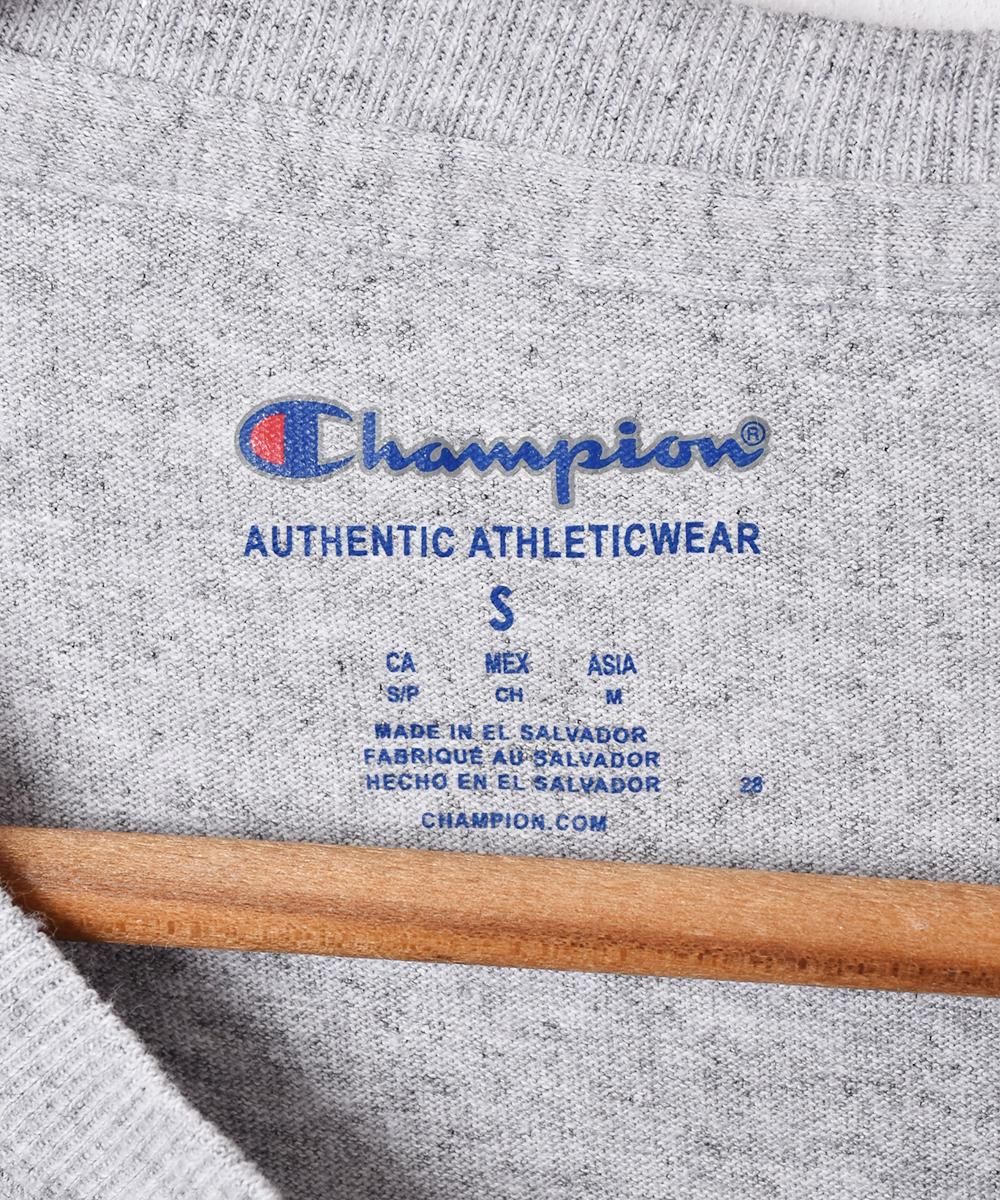 Champion®
AUTHENTIC ATHLETICWEAR
S
CA MEX ASIA
S/P CH M
MADE IN EL SALVADOR
FABRIQUÉ AU SALVADOR
HECHO EN EL SALVADOR 28
CHAMPION.COM